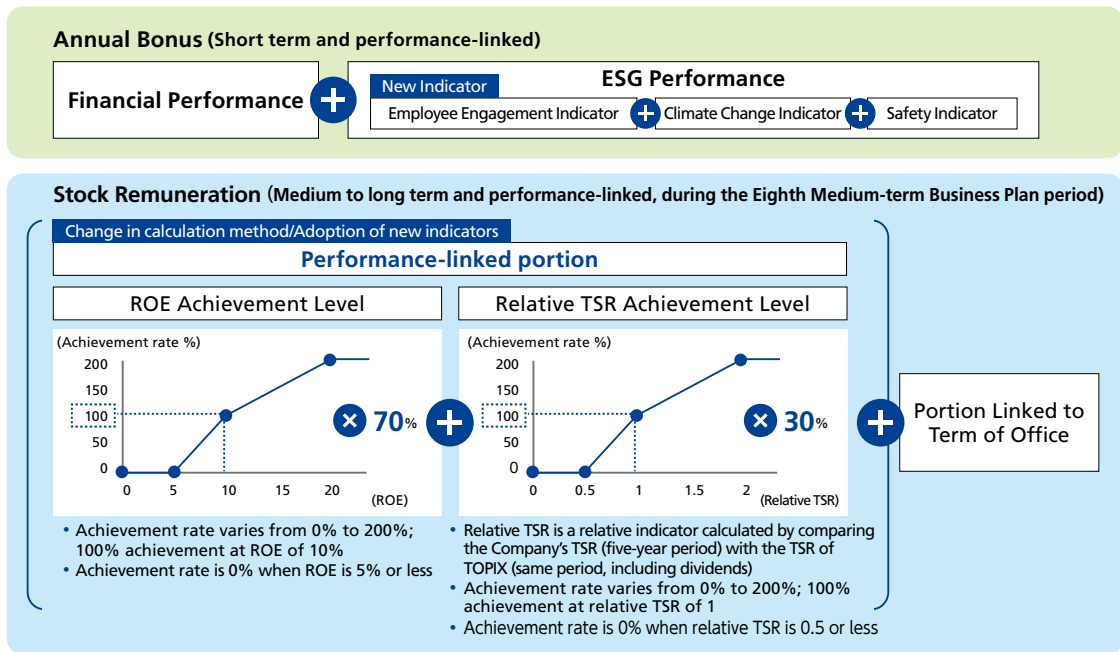 Annual Bonus (Short term and performance-linked)
Financial Performance
+
ESG Performance
New Indicator
Employee Engagement Indicator + Climate Change Indicator + Safety Indicator
Stock Remuneration (Medium to long term and performance-linked, during the Eighth Medium-term Business Plan period)
Change in calculation method/Adoption of new indicators
Performance-linked portion
ROE Achievement Level
(Achievement rate %)
200
150
100
50
0
0 5 10 15 20
(ROE)
× 70%
• Achievement rate varies from 0% to 200%;
100% achievement at ROE of 10%
• Achievement rate is 0% when ROE is 5% or less
+
Relative TSR Achievement Level
(Achievement rate %)
200
150
100
50
0
0 0.5 1 2
(Relative TSR)
× 30%
• Relative TSR is a relative indicator calculated by comparing
the Company's TSR (five-year period) with the TSR of
TOPIX (same period, including dividends)
• Achievement rate varies from 0% to 200%; 100%
achievement at relative TSR of 1
• Achievement rate is 0% when relative TSR is 0.5 or less
+
Portion Linked to
Term of Office